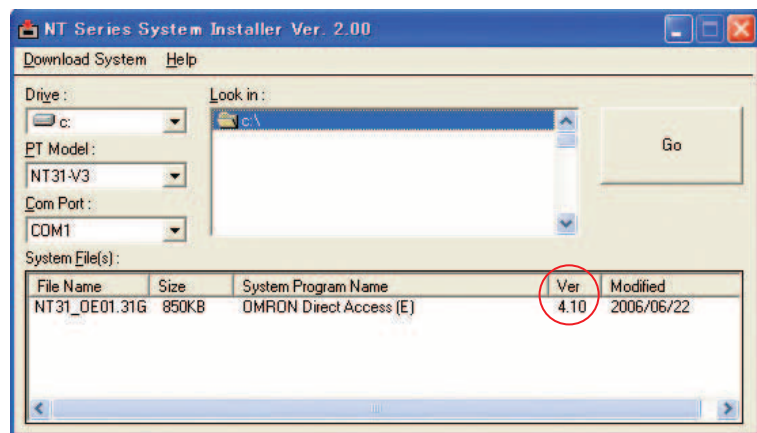 NT Series System Installer Ver. 2.00
Download System Help
Drive :
Look in :
c:
c:\
Go
PT Model :
NT31-V3
Com Port :
COM1
System File(s) :
File Name Size System Program Name Ver Modified
NT31_OE01.31G 850KB OMRON Direct Access (E) 4.10 2006/06/22